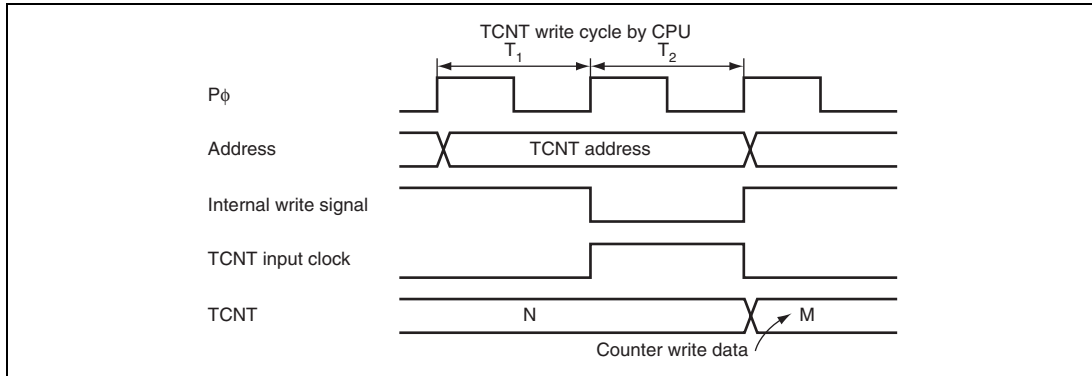 TCNT write cycle by CPU
T1 T2
Pϕ
Address TCNT address
Internal write signal
TCNT input clock
TCNT N M
Counter write data